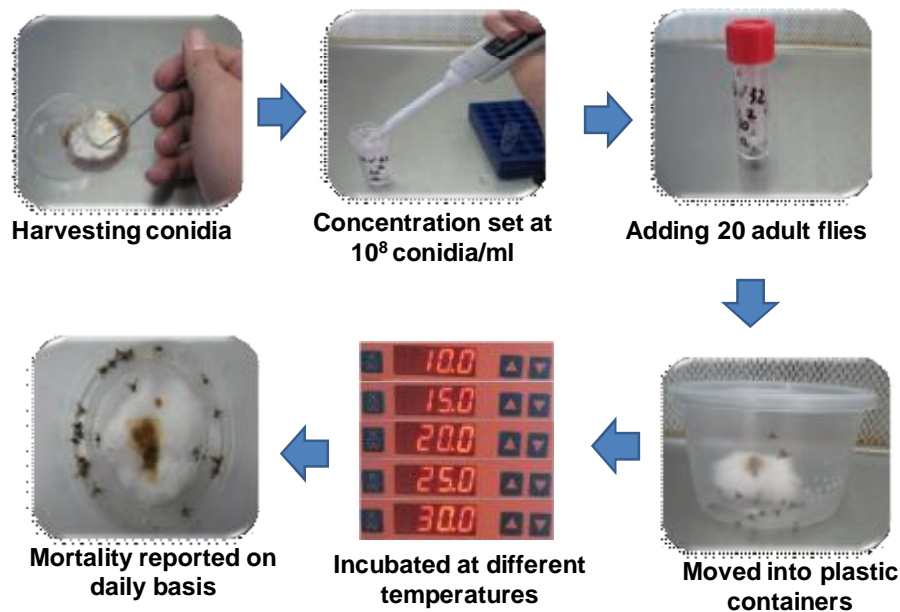 Harvesting conidia
Concentration set at
10⁸ conidia/ml
Adding 20 adult flies
Mortality reported on
daily basis
10.0
15.0
20.0
25.0
30.0
Incubated at different
temperatures
Moved into plastic
containers